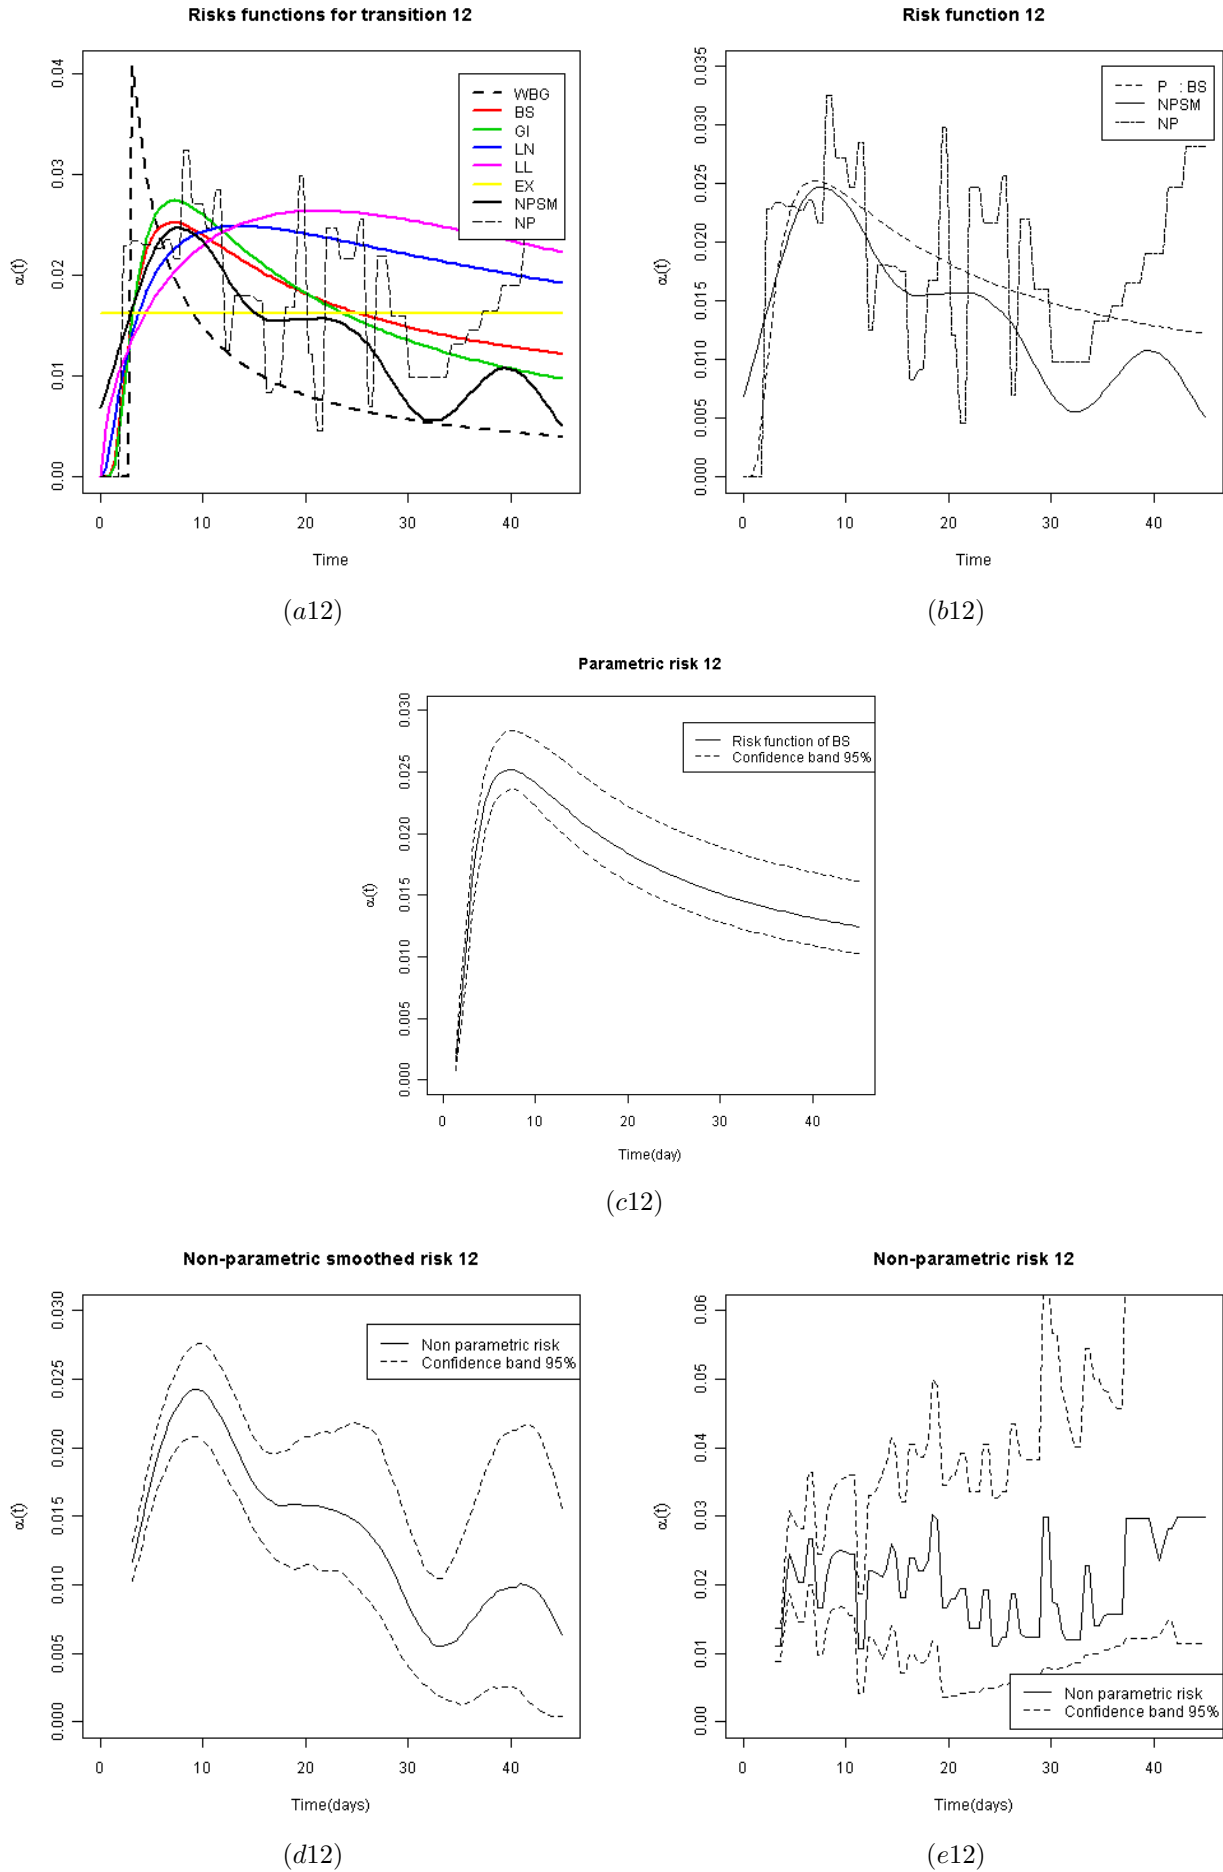 Risks functions for transition 12
α(t)
0.00 0.01 0.02 0.03 0.04
WBG
BS
GI
LN
LL
EX
NPSM
NP
0 10 20 30 40
Time
(a12)
Risk function 12
α(t)
0.000 0.005 0.010 0.015 0.020 0.025 0.030 0.035
P : BS
NPSM
NP
0 10 20 30 40
Time
(b12)
Parametric risk 12
α(t)
0.000 0.005 0.010 0.015 0.020 0.025 0.030
Risk function of BS
Confidence band 95%
0 10 20 30 40
Time(day)
(c12)
Non-parametric smoothed risk 12
α(t)
0.000 0.005 0.010 0.015 0.020 0.025 0.030
Non parametric risk
Confidence band 95%
0 10 20 30 40
Time(days)
(d12)
Non-parametric risk 12
α(t)
0.00 0.01 0.02 0.03 0.04 0.05 0.06
Non parametric risk
Confidence band 95%
0 10 20 30 40
Time(days)
(e12)